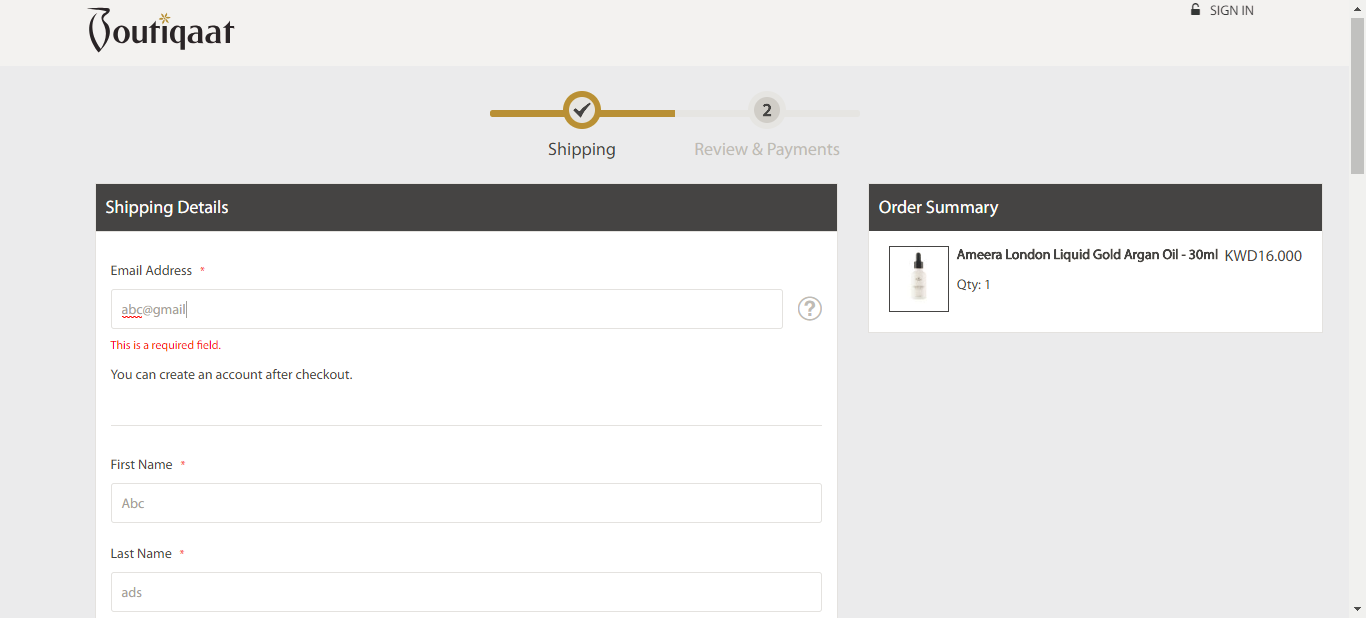 Boutiqaat
SIGN IN
2
Shipping
Review & Payments
Shipping Details
Email Address *
abc@gmail
?
This is a required field.
You can create an account after checkout.
First Name *
Abc
Last Name *
ads
Order Summary
Ameera London Liquid Gold Argan Oil - 30ml KWD16.000
Qty: 1